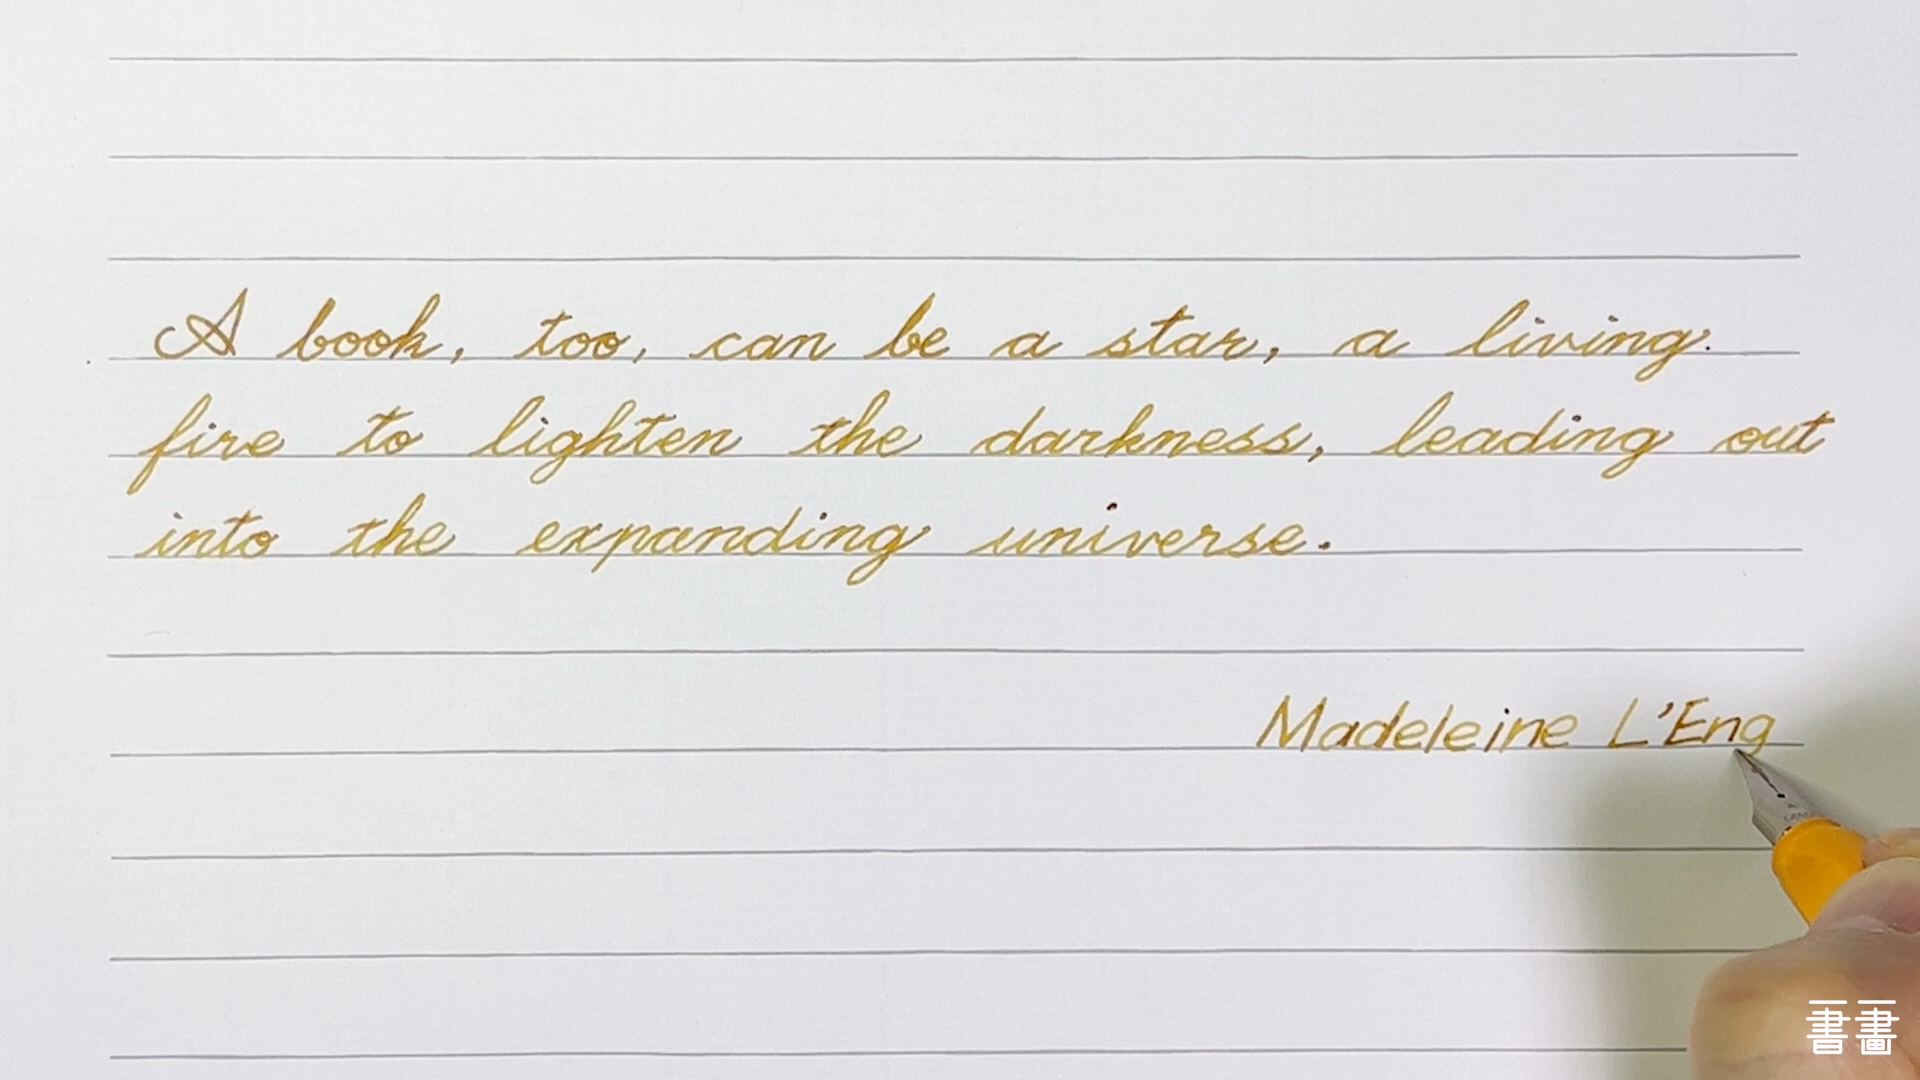 A book, too, can be a star, a living
fire to lighten the darkness, leading out
into the expanding universe.
Madeleine L'Eng
LAMY
書畫